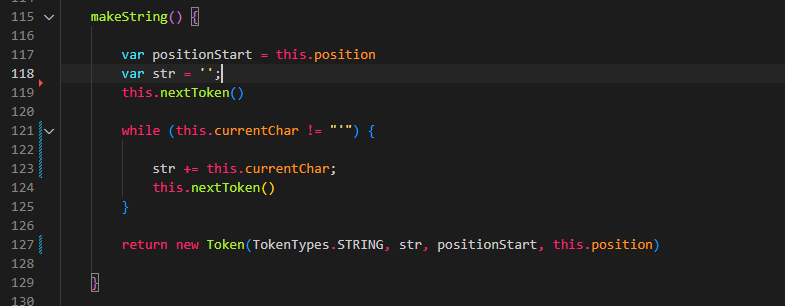 115 makeString() {
116
117 var positionStart = this.position
118 var str = '';
119 this.nextToken()
120
121 while (this.currentChar != "'") {
122
123 str += this.currentChar;
124 this.nextToken()
125 }
126
127 return new Token(TokenTypes.STRING, str, positionStart, this.position)
128
129 }
130